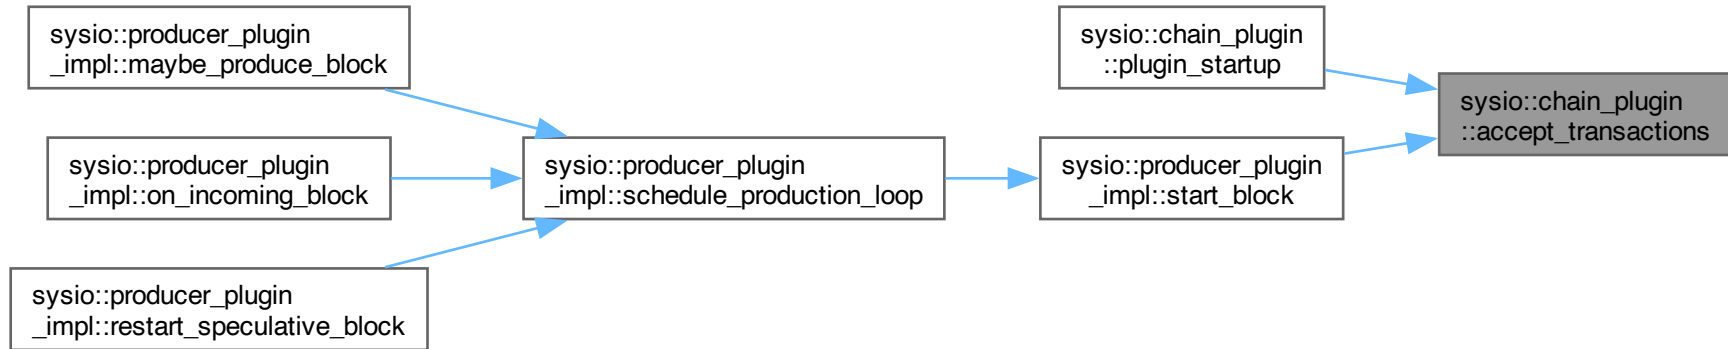 sysio::producer_plugin
_impl::maybe_produce_block
sysio::producer_plugin
_impl::on_incoming_block
sysio::producer_plugin
_impl::restart_speculative_block
sysio::producer_plugin
_impl::schedule_production_loop
sysio::chain_plugin
::plugin_startup
sysio::producer_plugin
_impl::start_block
sysio::chain_plugin
::accept_transactions